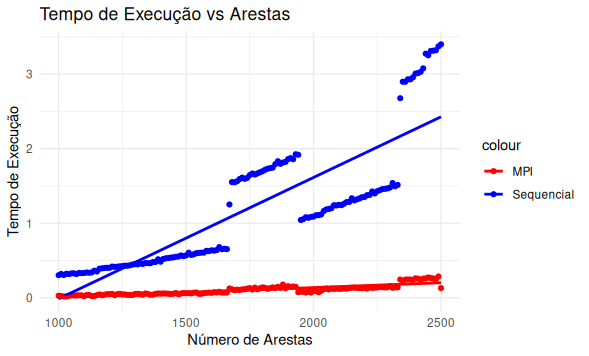 Tempo de Execução vs Arestas
Tempo de Execução
3
2
1
0
1000
1500
2000
2500
Número de Arestas
colour
MPI
Sequencial